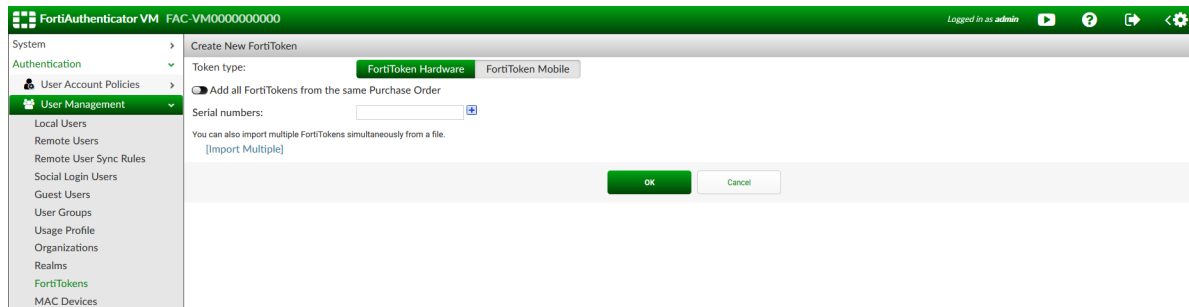 FortiAuthenticator VM FAC-VM0000000000
Logged in as admin
System
Authentication
User Account Policies
User Management
Local Users
Remote Users
Remote User Sync Rules
Social Login Users
Guest Users
User Groups
Usage Profile
Organizations
Realms
FortiTokens
MAC Devices
Create New FortiToken
Token type: FortiToken Hardware FortiToken Mobile
Add all FortiTokens from the same Purchase Order
Serial numbers:
You can also import multiple FortiTokens simultaneously from a file.
[Import Multiple]
OK Cancel